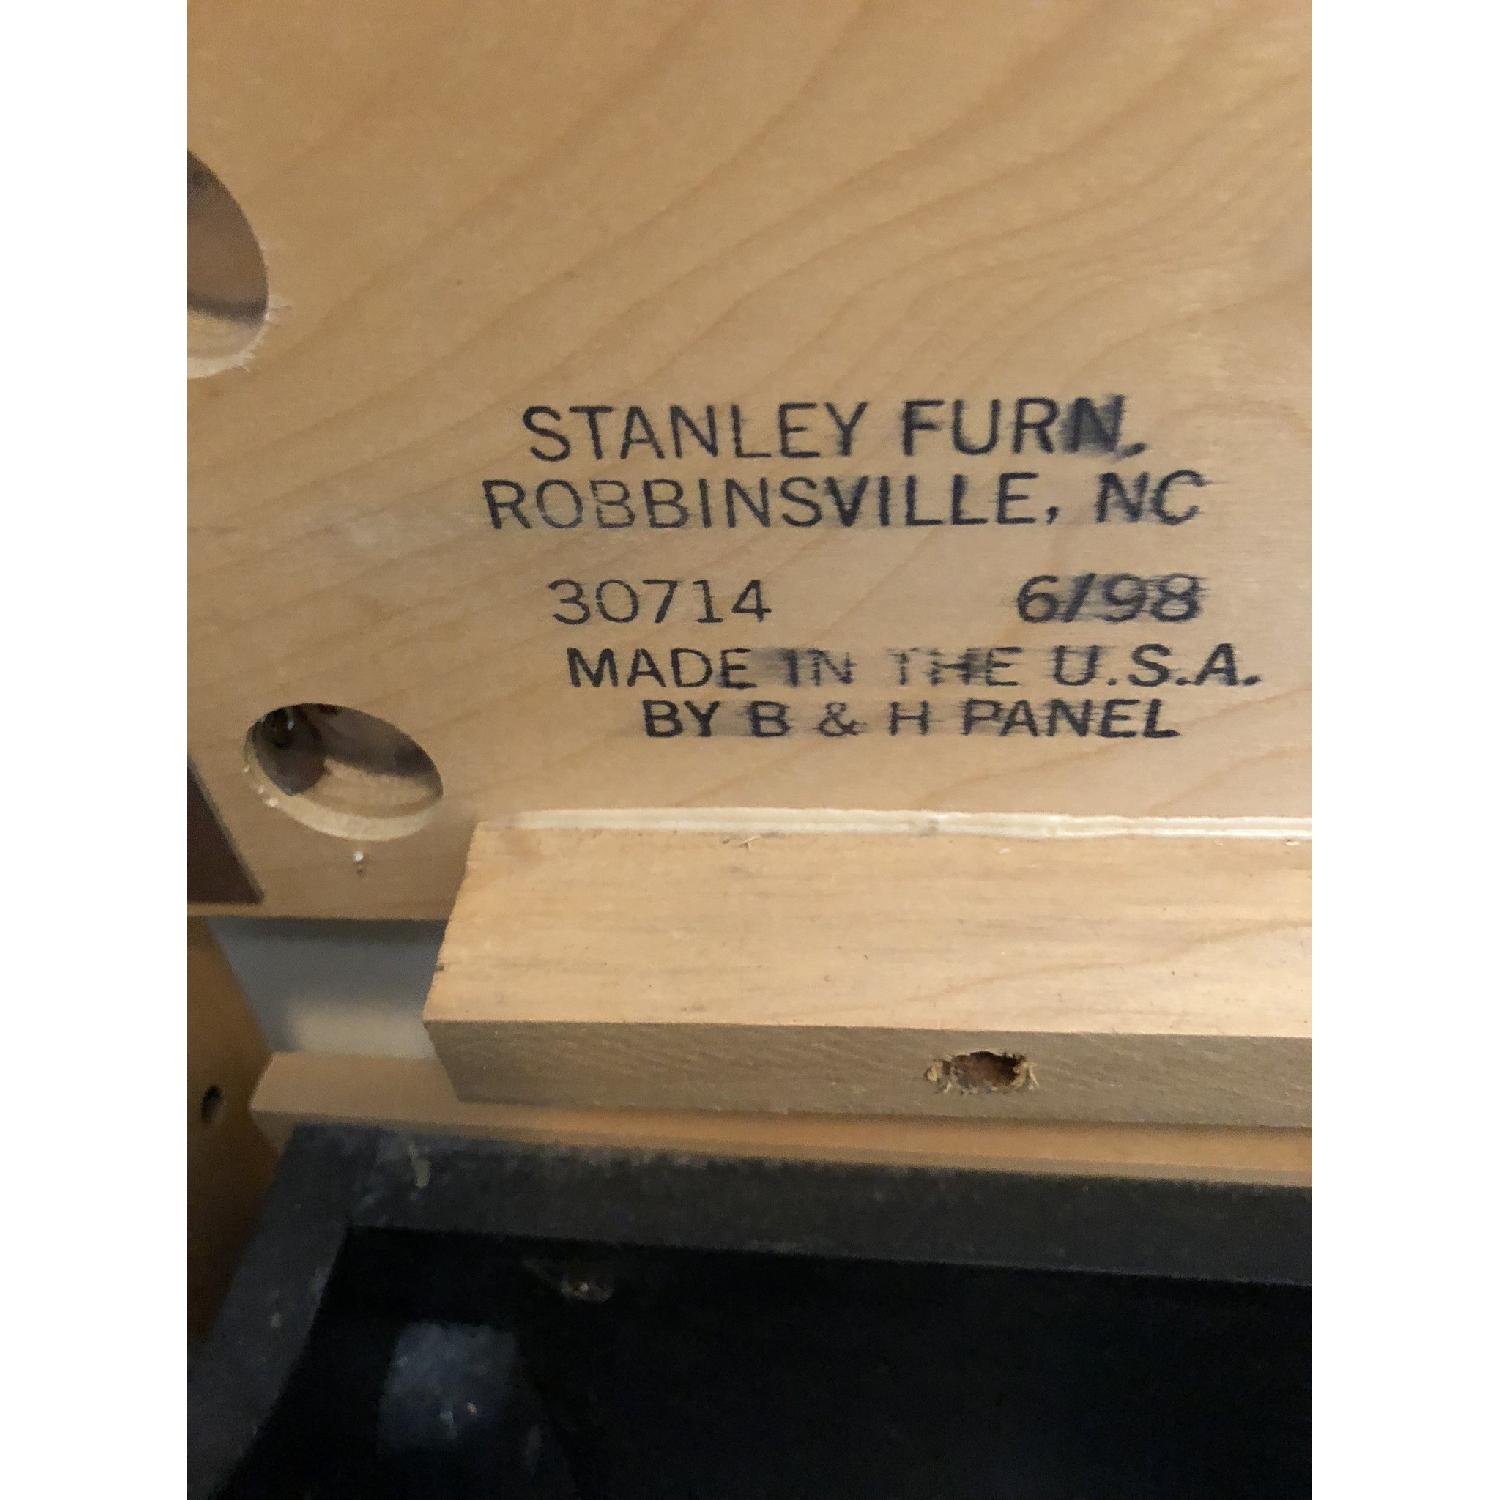 STANLEY FURN.
ROBBINSVILLE, NC
30714 6/98
MADE IN THE U.S.A.
BY B & H PANEL